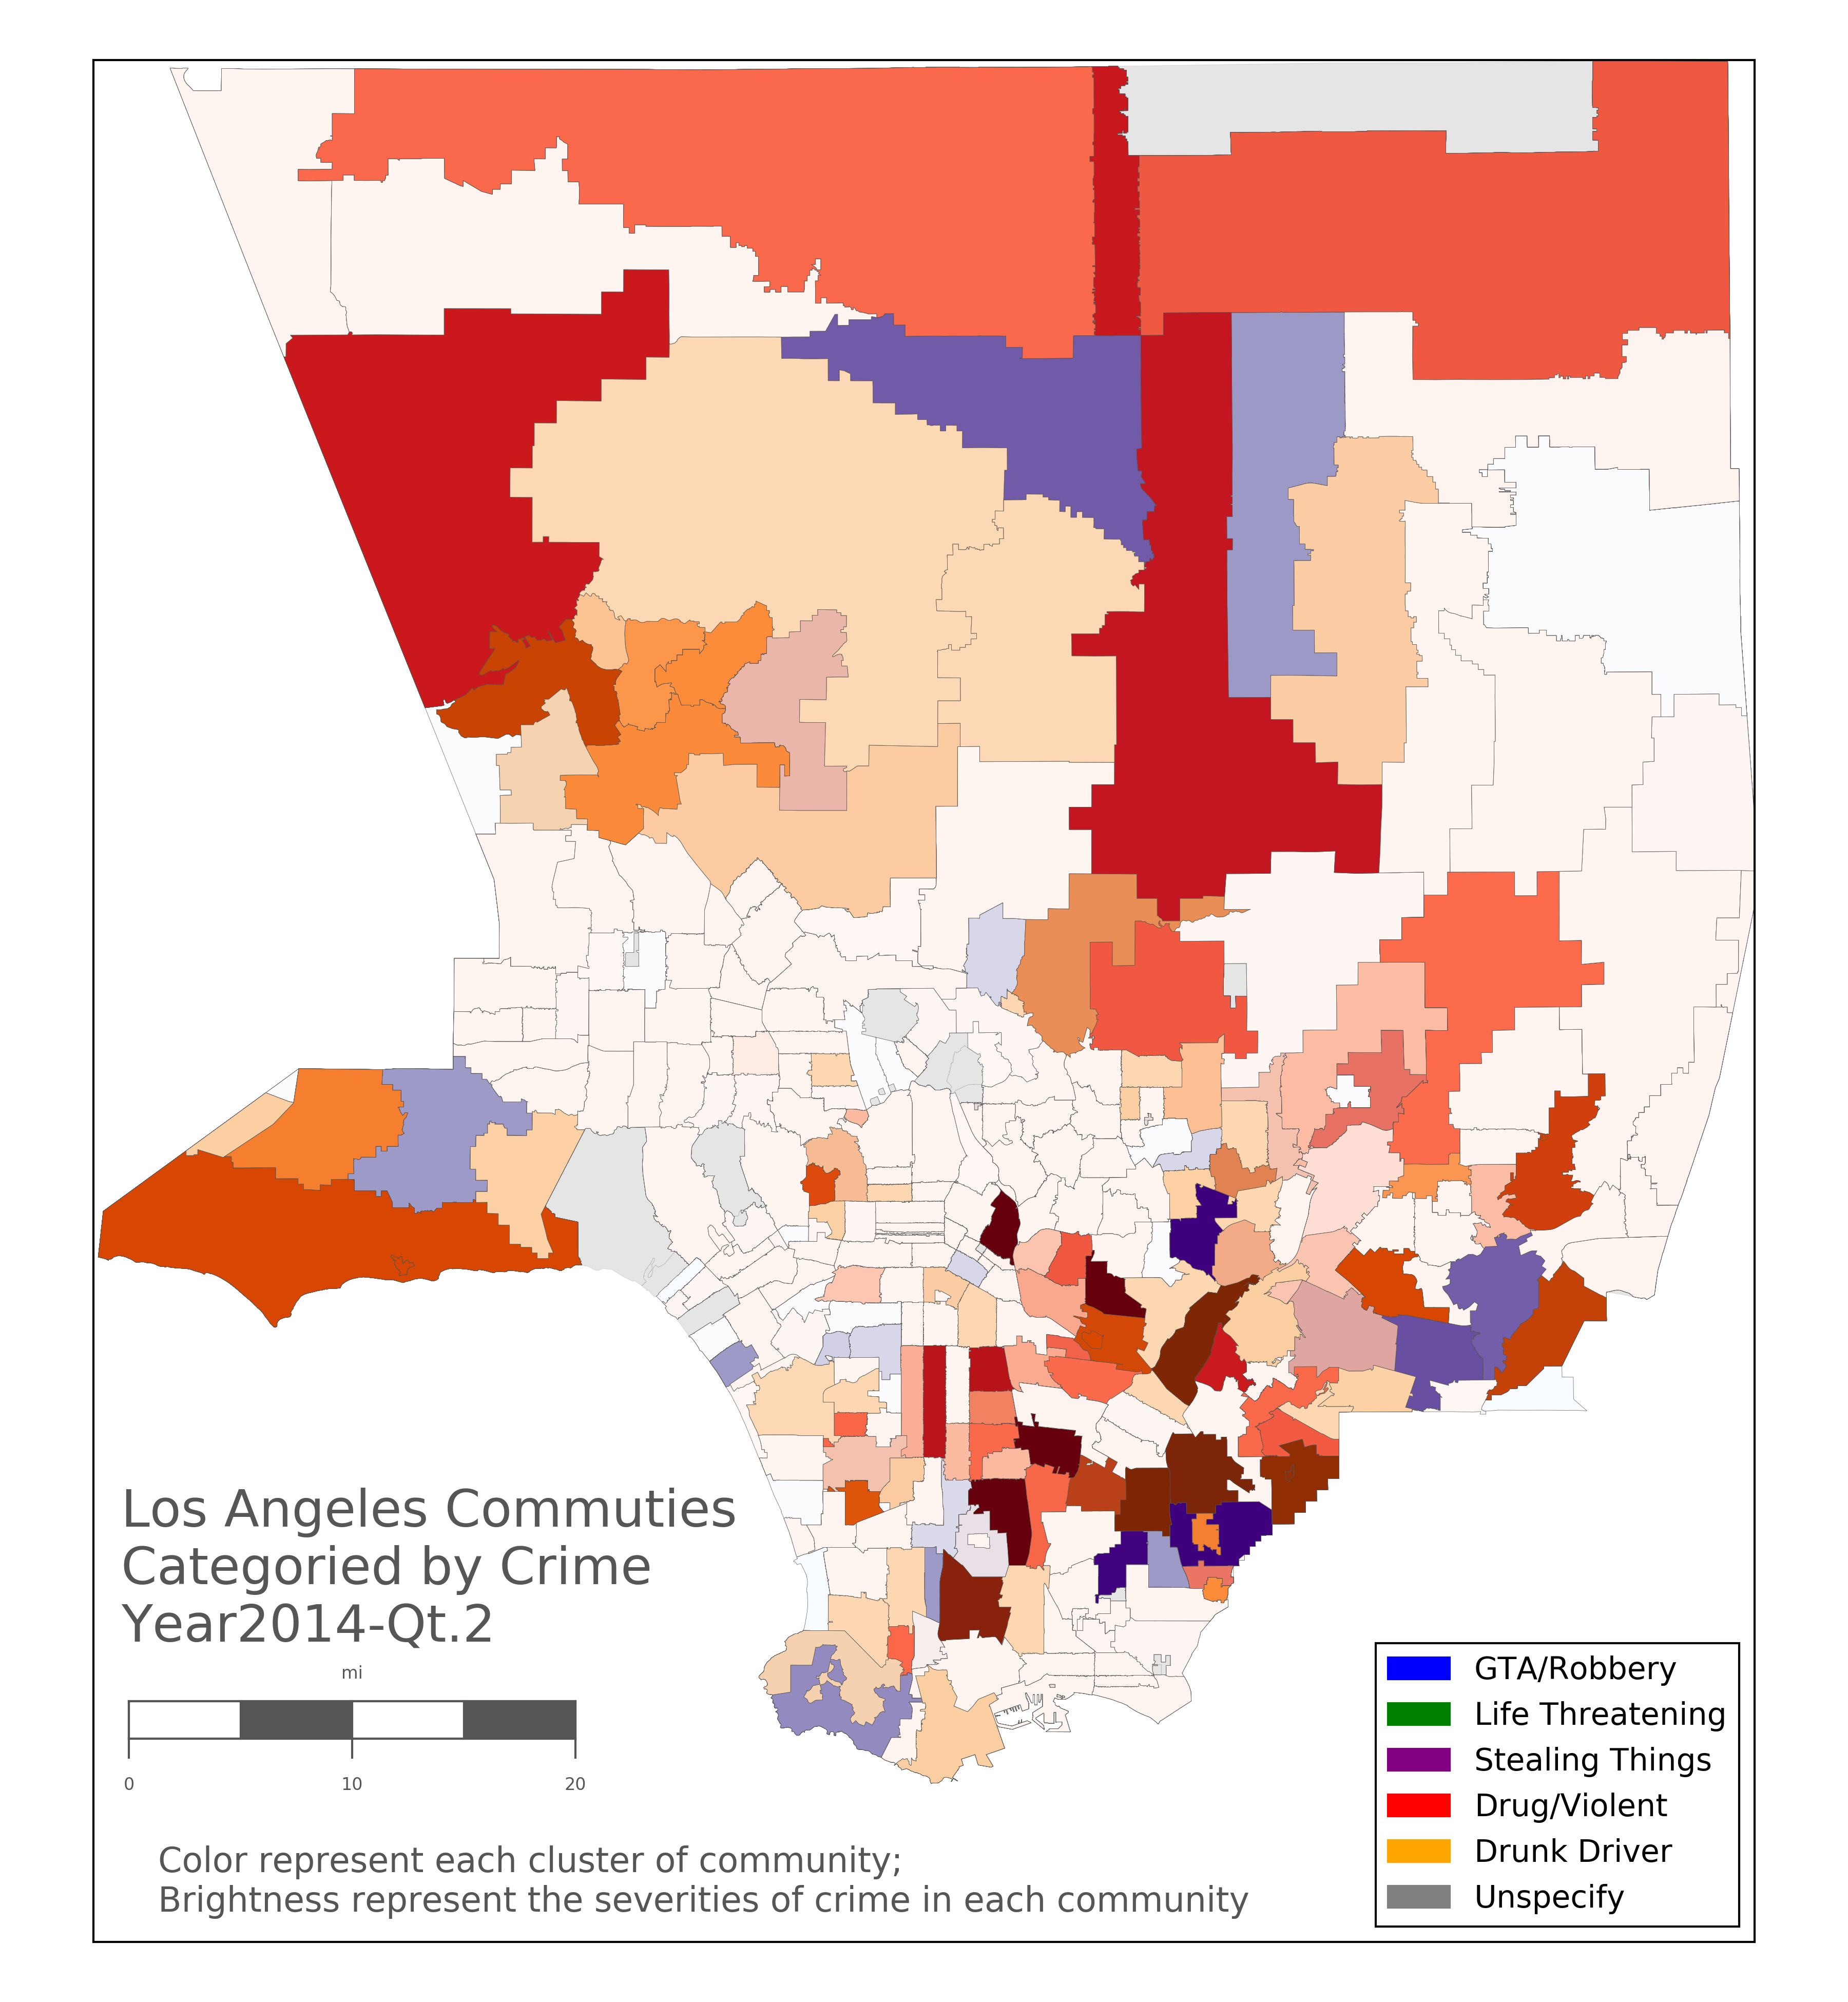 Los Angeles Commuties
Categoried by Crime
Year2014-Qt.2
mi
0 10 20
Color represent each cluster of community;
Brightness represent the severities of crime in each community
GTA/Robbery
Life Threatening
Stealing Things
Drug/Violent
Drunk Driver
Unspecify